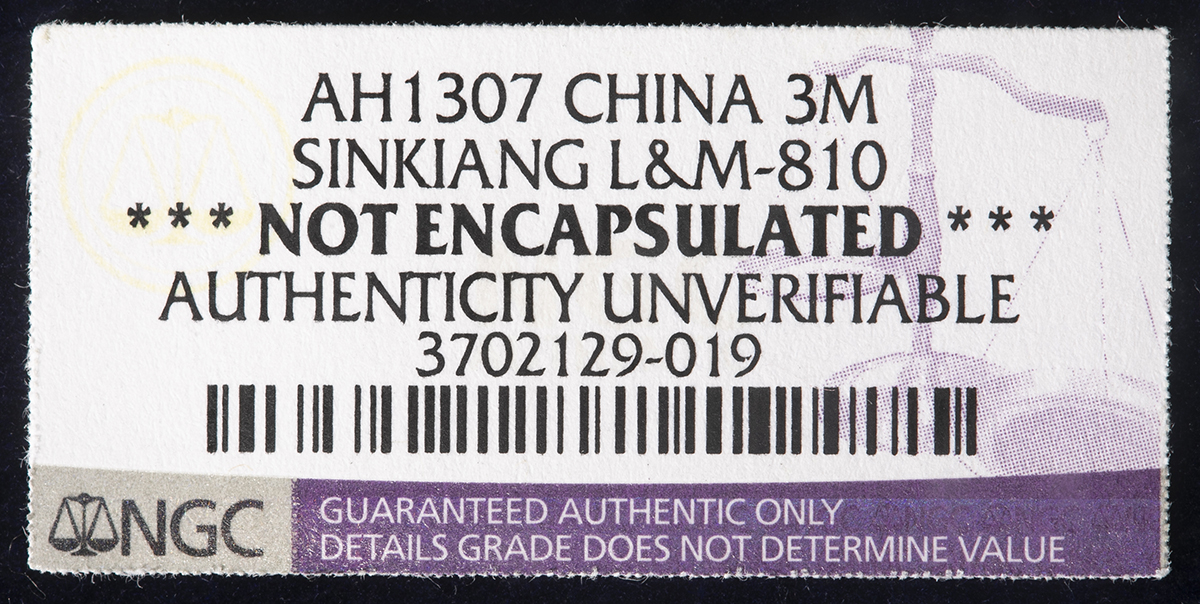 AH1307 CHINA 3M
SINKIANG L&M-810
*** NOT ENCAPSULATED ***
AUTHENTICITY UNVERIFIABLE
3702129-019
NGC
GUARANTEED AUTHENTIC ONLY
DETAILS GRADE DOES NOT DETERMINE VALUE